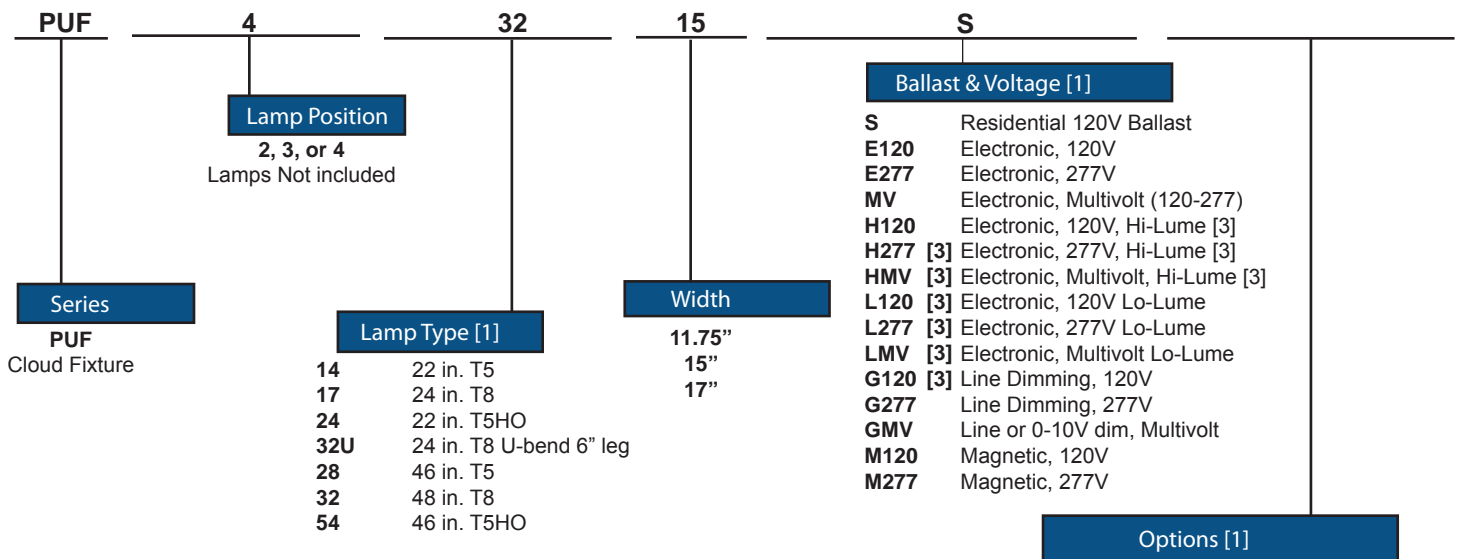 PUF 4 32 15 S
Ballast & Voltage [1]
S Residential 120V Ballast
E120 Electronic, 120V
E277 Electronic, 277V
MV Electronic, Multivolt (120-277)
H120 Electronic, 120V, Hi-Lume [3]
H277 [3] Electronic, 277V, Hi-Lume [3]
HMV [3] Electronic, Multivolt, Hi-Lume [3]
L120 [3] Electronic, 120V Lo-Lume
L277 [3] Electronic, 277V Lo-Lume
LMV [3] Electronic, Multivolt Lo-Lume
G120 [3] Line Dimming, 120V
G277 Line Dimming, 277V
GMV Line or 0-10V dim, Multivolt
M120 Magnetic, 120V
M277 Magnetic, 277V
Lamp Position
2, 3, or 4
Lamps Not included
Series
PUF
Cloud Fixture
Lamp Type [1]
14 22 in. T5
17 24 in. T8
24 22 in. T5HO
32U 24 in. T8 U-bend 6” leg
28 46 in. T5
32 48 in. T8
54 46 in. T5HO
Width
11.75”
15”
17”
Options [1]